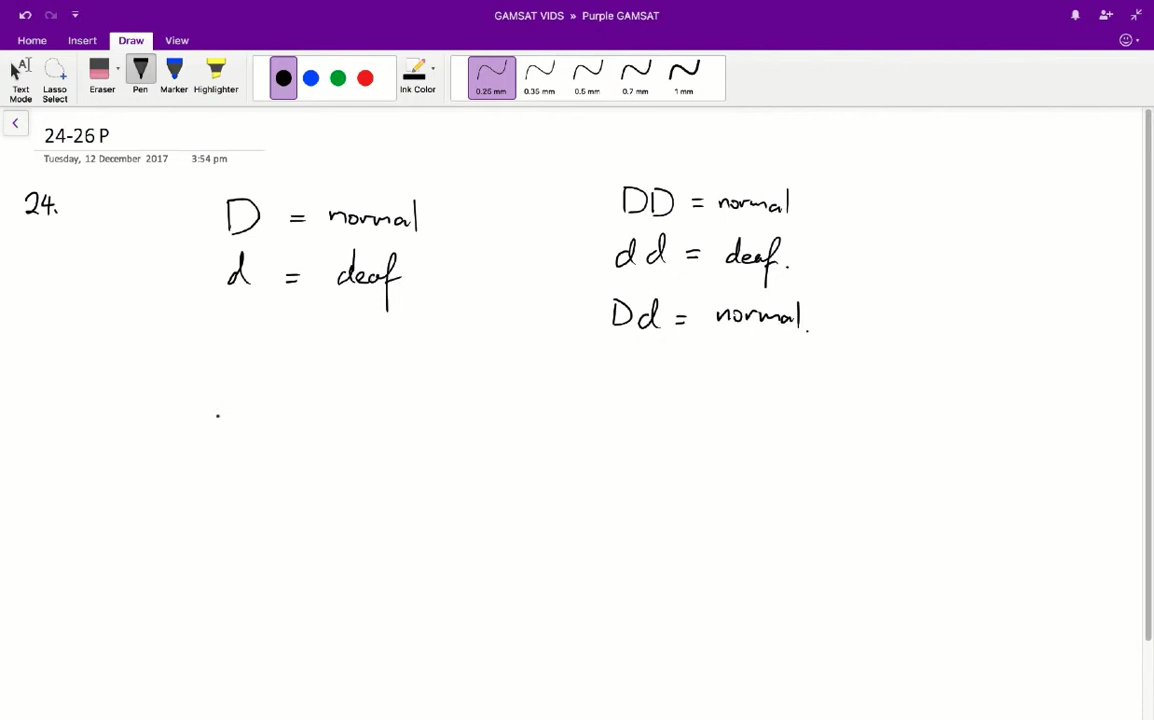 GAMSAT VIDS » Purple GAMSAT
Home Insert Draw View
Text Mode
Lasso Select
Eraser
Pen
Marker
Highlighter
Ink Color
0.25 mm
0.35 mm
0.5 mm
0.7 mm
1 mm
24-26 P
Tuesday, 12 December 2017 3:54 pm
24.
D = normal
d = deaf
DD = normal
dd = deaf.
Dd = normal.